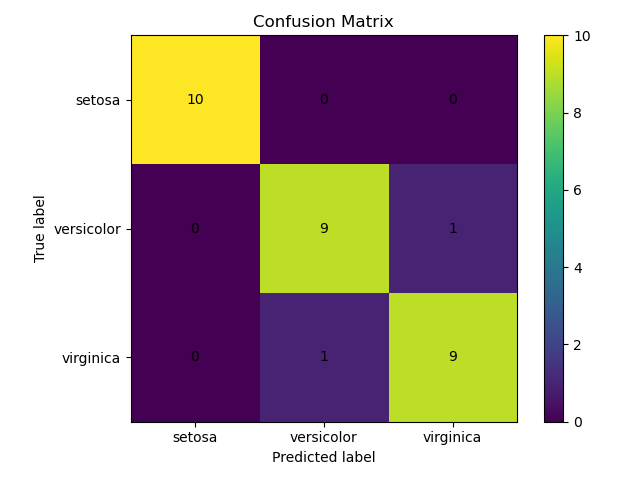 Confusion Matrix
setosa 10 0 0
versicolor 0 9 1
virginica 0 1 9
setosa versicolor virginica
Predicted label
True label
10
8
6
4
2
0